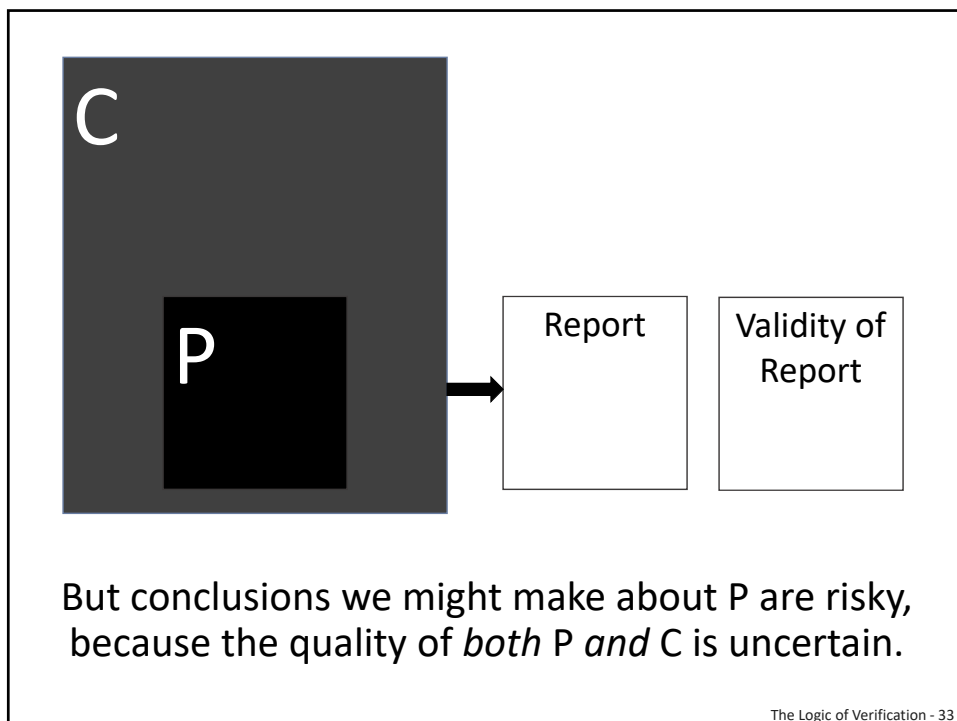 C
P
Report
Validity of
Report
But conclusions we might make about P are risky,
because the quality of both P and C is uncertain.
The Logic of Verification - 33